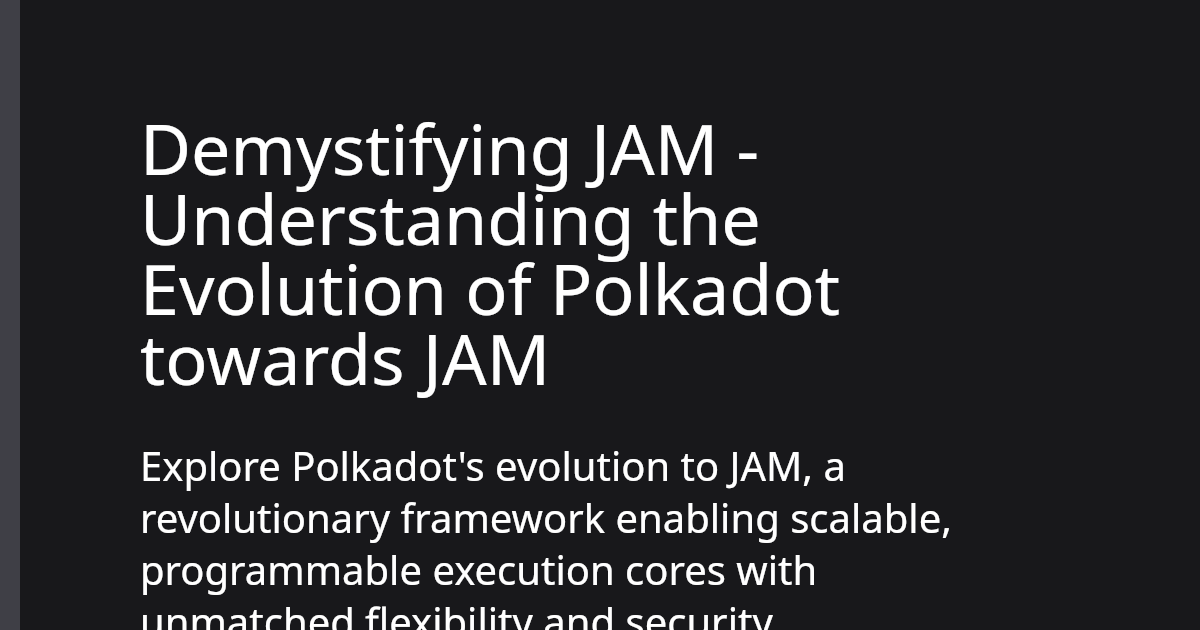 Demystifying JAM -
Understanding the
Evolution of Polkadot
towards JAM
Explore Polkadot's evolution to JAM, a
revolutionary framework enabling scalable,
programmable execution cores with
unmatched flexibility and security